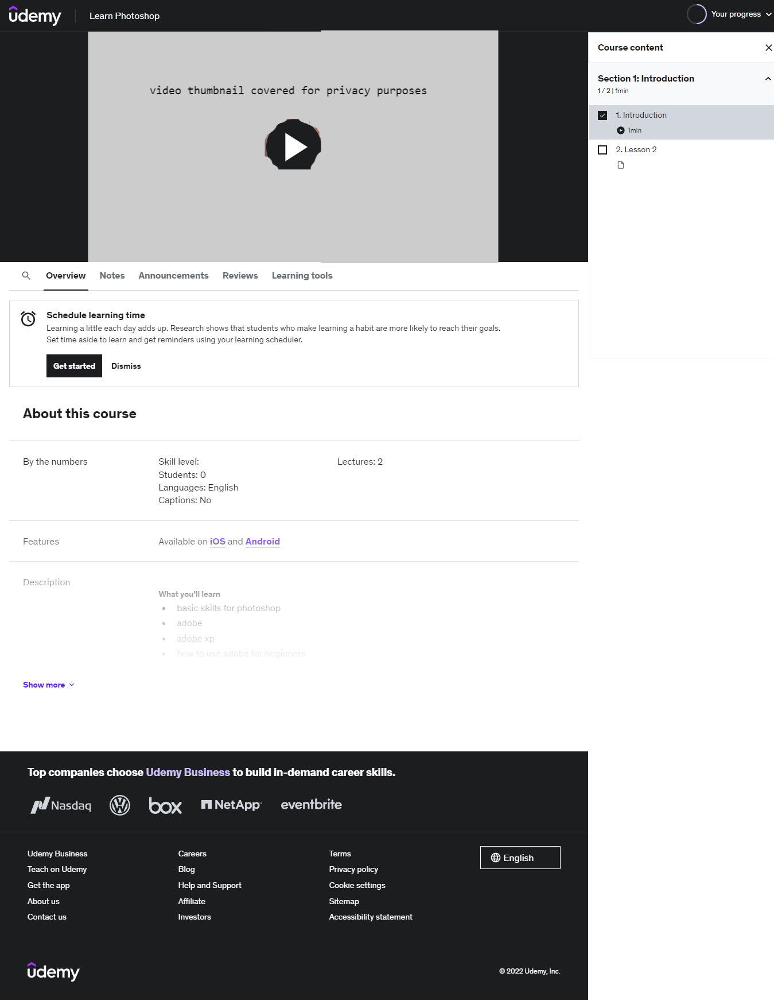 udemy
Learn Photoshop
Your progress
video thumbnail covered for privacy purposes
Course content
Section 1: Introduction
1 / 2 | 1min
1. Introduction
1min
2. Lesson 2
Overview Notes Announcements Reviews Learning tools
Schedule learning time
Learning a little each day adds up. Research shows that students who make learning a habit are more likely to reach their goals.
Set time aside to learn and get reminders using your learning scheduler.
Get started Dismiss
About this course
By the numbers
Skill level:
Students: 0
Languages: English
Captions: No
Lectures: 2
Features
Available on iOS and Android
Description
What you'll learn
basic skills for photoshop
adobe
adobe xp
how to use adobe for beginners
Show more
Top companies choose Udemy Business to build in-demand career skills.
Nasdaq
box
NetApp
eventbrite
Udemy Business
Teach on Udemy
Get the app
About us
Contact us
Careers
Blog
Help and Support
Affiliate
Investors
Terms
Privacy policy
Cookie settings
Sitemap
Accessibility statement
English
udemy
© 2022 Udemy, Inc.